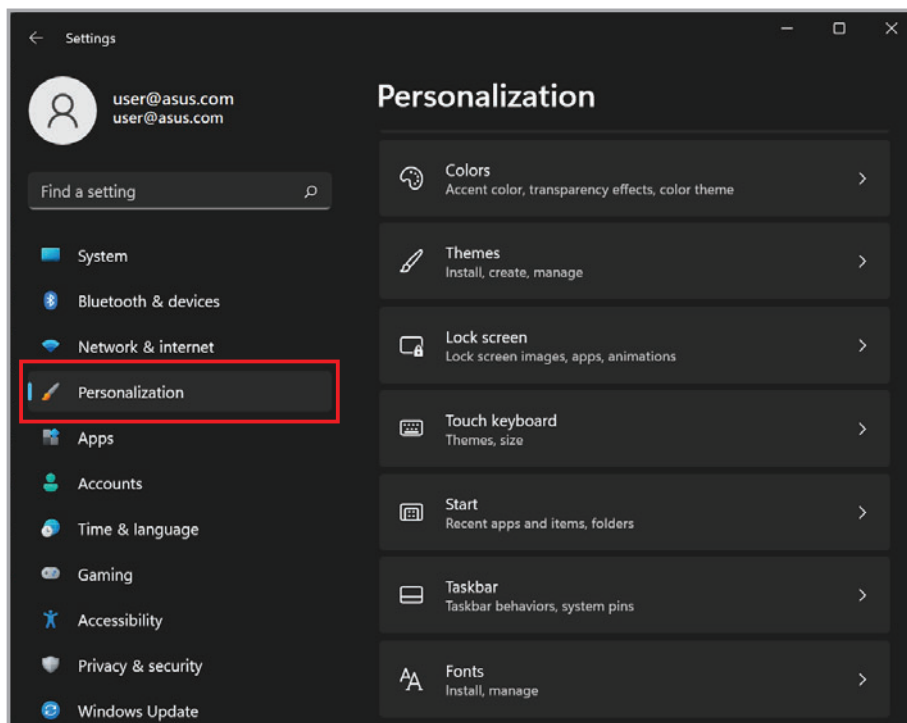 Settings
user@asus.com
user@asus.com
Find a setting
System
Bluetooth & devices
Network & internet
Personalization
Apps
Accounts
Time & language
Gaming
Accessibility
Privacy & security
Windows Update
Personalization
Colors
Accent color, transparency effects, color theme
Themes
Install, create, manage
Lock screen
Lock screen images, apps, animations
Touch keyboard
Themes, size
Start
Recent apps and items, folders
Taskbar
Taskbar behaviors, system pins
Fonts
Install, manage